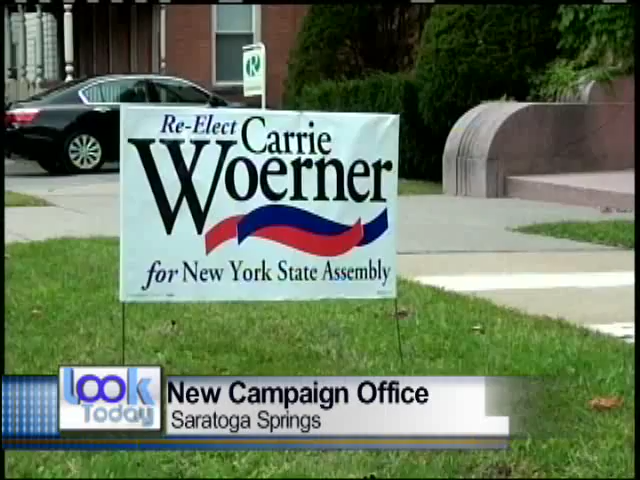 Re-Elect Carrie
Woerner
for New York State Assembly
Look
Today
New Campaign Office
Saratoga Springs